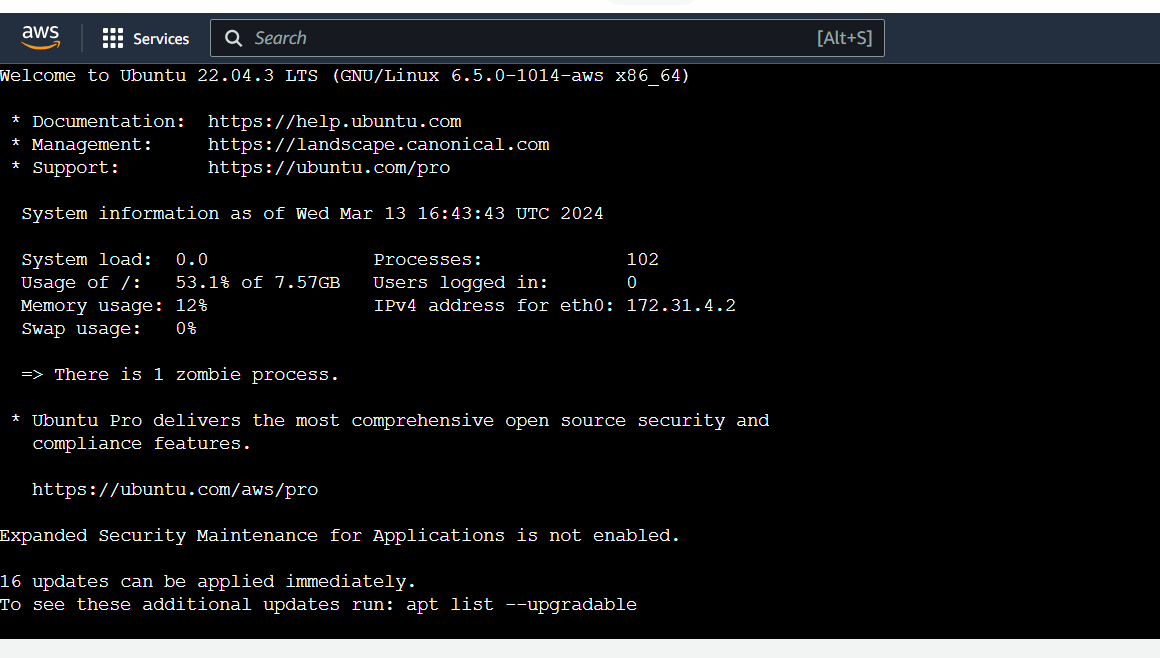 aws Services Search [Alt+S]
Welcome to Ubuntu 22.04.3 LTS (GNU/Linux 6.5.0-1014-aws x86_64)
* Documentation: https://help.ubuntu.com
* Management: https://landscape.canonical.com
* Support: https://ubuntu.com/pro
System information as of Wed Mar 13 16:43:43 UTC 2024
System load: 0.0 Processes: 102
Usage of /: 53.1% of 7.57GB Users logged in: 0
Memory usage: 12% IPv4 address for eth0: 172.31.4.2
Swap usage: 0%
=> There is 1 zombie process.
* Ubuntu Pro delivers the most comprehensive open source security and
compliance features.
https://ubuntu.com/aws/pro
Expanded Security Maintenance for Applications is not enabled.
16 updates can be applied immediately.
To see these additional updates run: apt list --upgradable